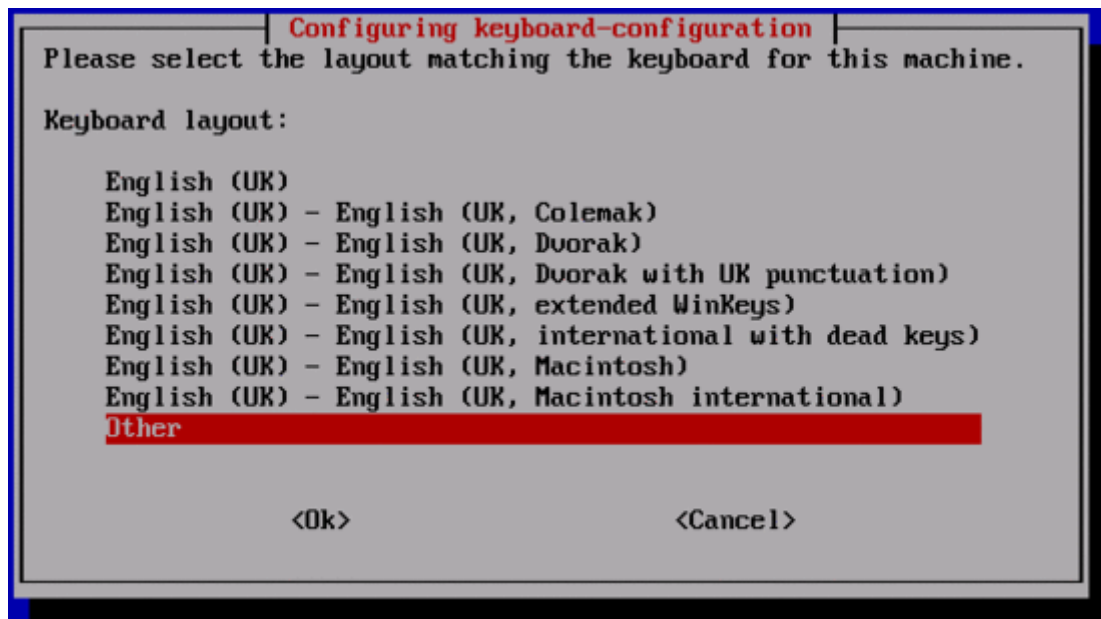 Configuring keyboard-configuration
Please select the layout matching the keyboard for this machine.
Keyboard layout:
English (UK)
English (UK) - English (UK, Colemak)
English (UK) - English (UK, Dvorak)
English (UK) - English (UK, Dvorak with UK punctuation)
English (UK) - English (UK, extended WinKeys)
English (UK) - English (UK, international with dead keys)
English (UK) - English (UK, Macintosh)
English (UK) - English (UK, Macintosh international)
Other
<Ok> <Cancel>